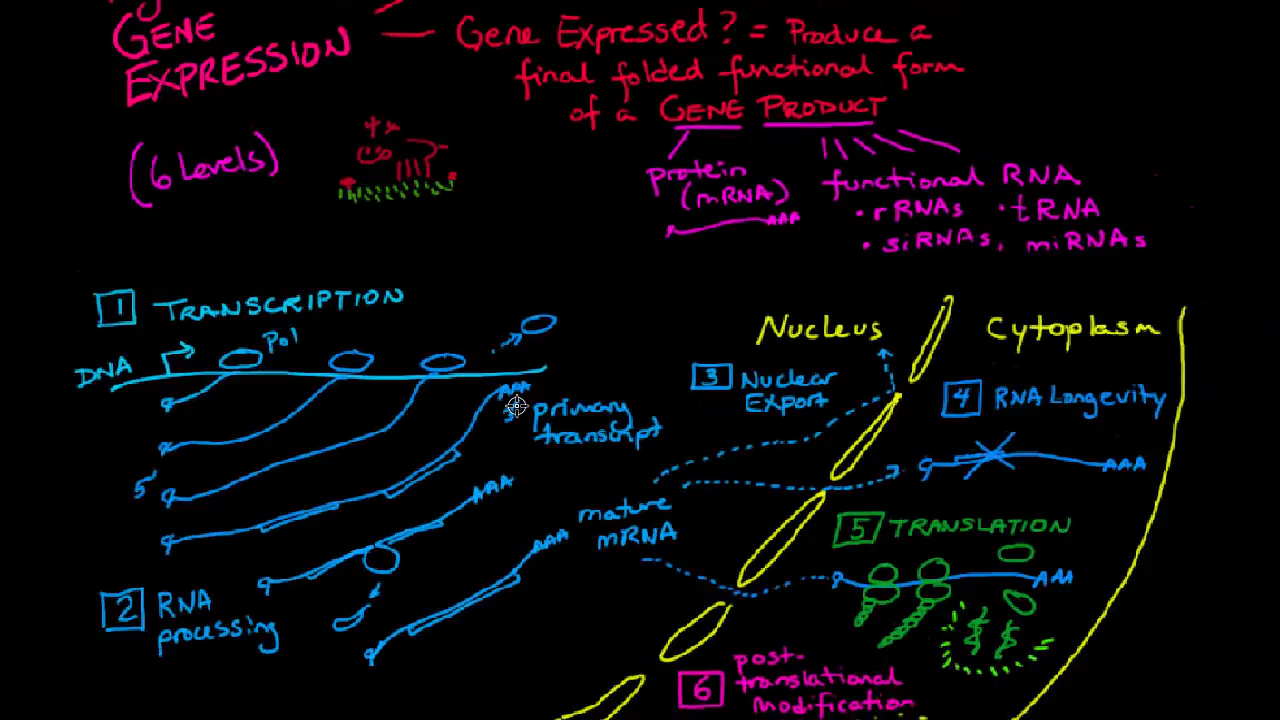 GENE
EXPRESSION
(6 Levels)
— Gene Expressed? = Produce a
final folded functional form
of a GENE PRODUCT
protein
(mRNA)
AAA
functional RNA
• rRNAs • tRNA
• siRNAs, miRNAs
1 TRANSCRIPTION
DNA
Pol
AAA
3'
primary
transcript
5'
AAA
2 RNA
processing
AAA
mature
mRNA
Nucleus
Cytoplasm
3 Nuclear
Export
4 RNA Longevity
AAA
5 TRANSLATION
AAA
$ $
6 post-
translational
modification